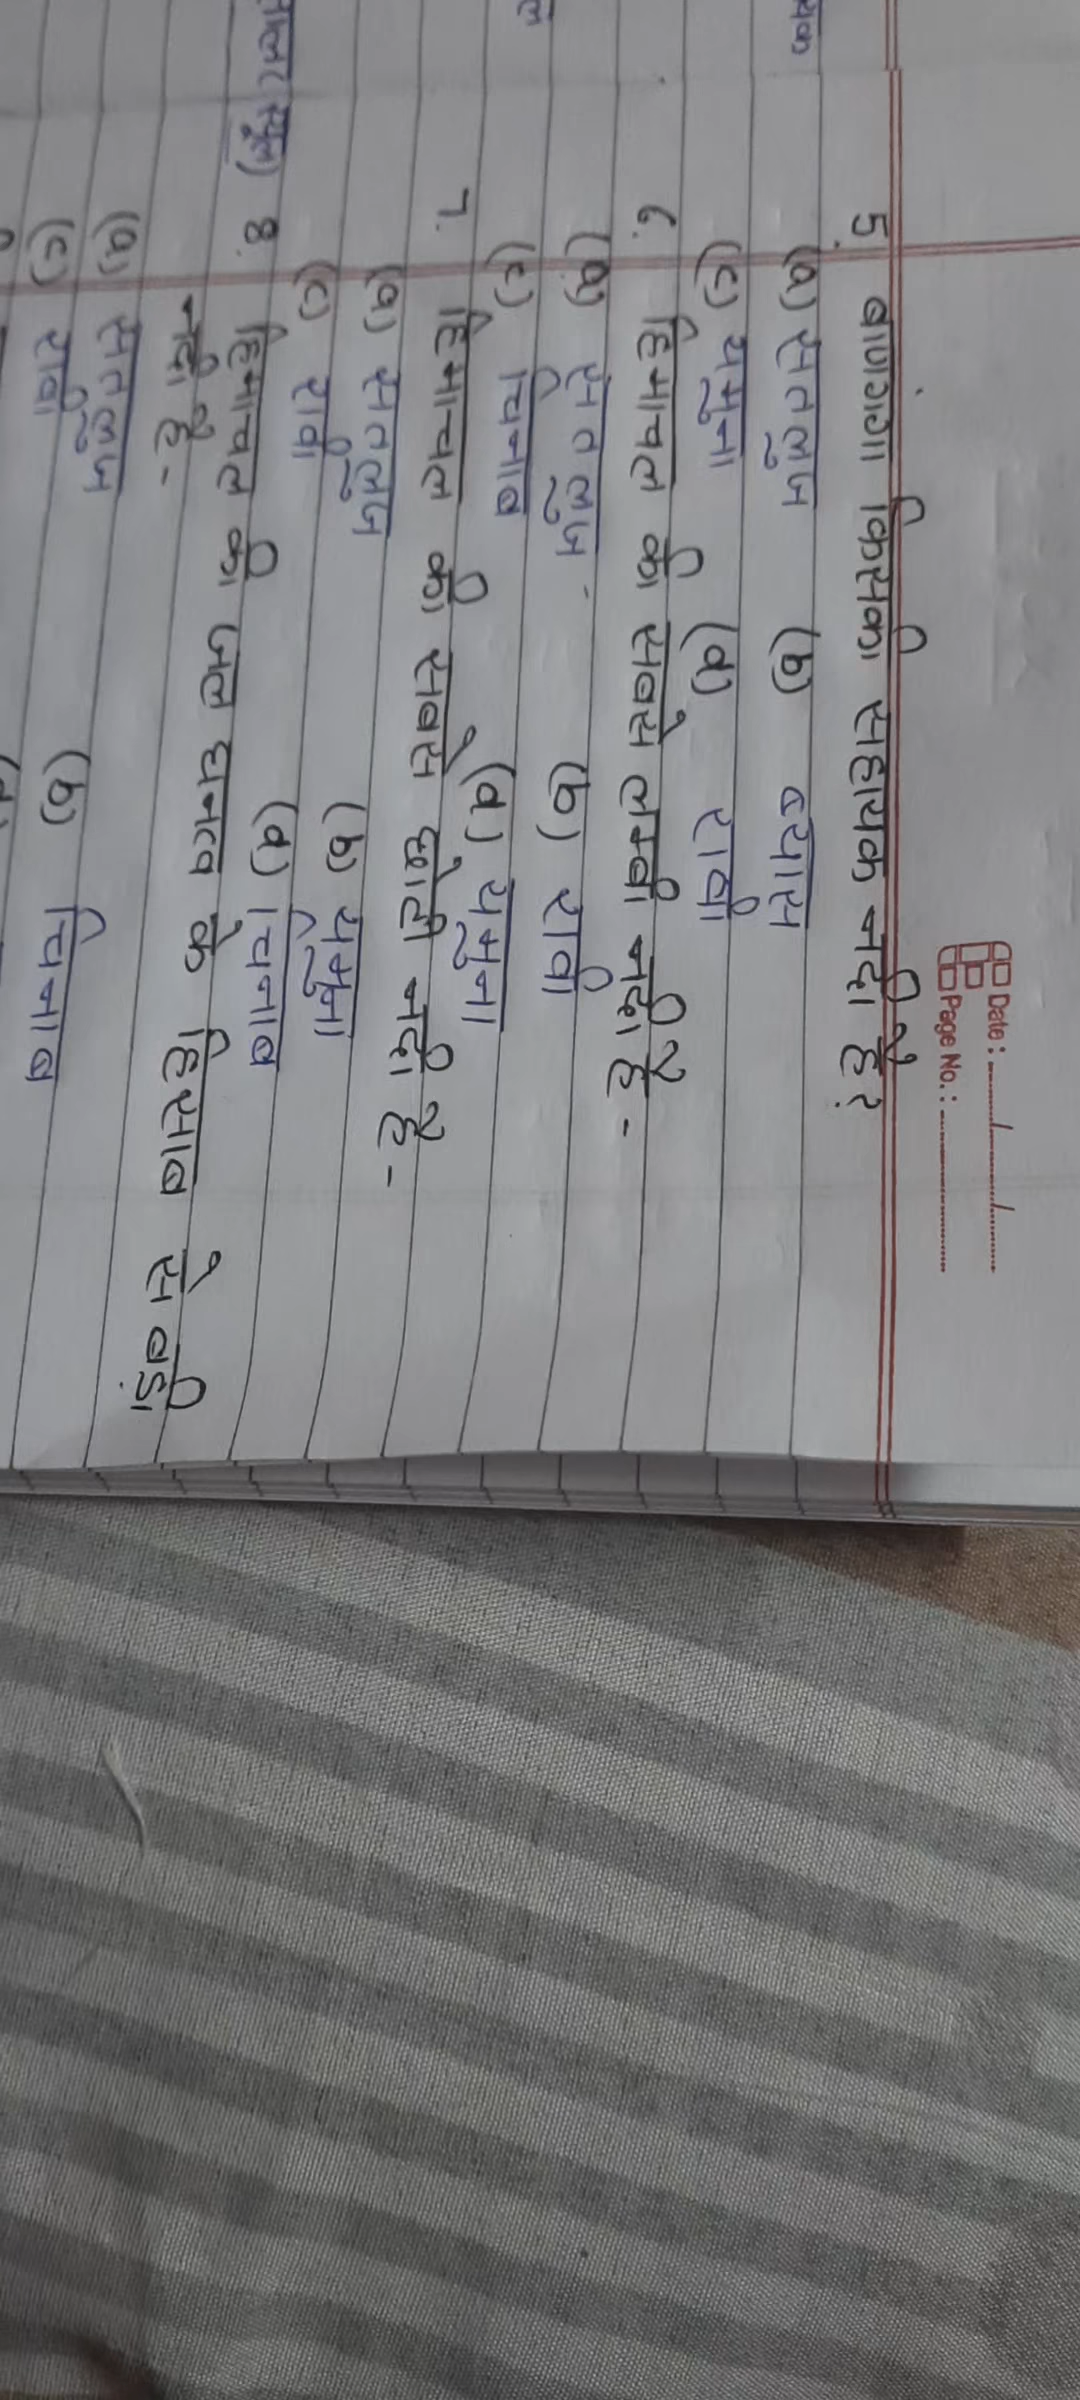 Date :
Page No. :
5. बाणगंगा किसकी सहायक नदी है?
(a) सतलुज (b) ब्यास
(c) यमुना (d) रावी
6. हिमाचल की सबसे लम्बी नदी है -
(a) सतलुज (b) रावी
(c) चिनाब (d) यमुना
7. हिमाचल की सबसे छोटी नदी है -
(a) सतलुज (b) यमुना
(c) रावी (d) चिनाब
8. हिमाचल की जल घनत्व के हिसाब से बड़ी
नदी है -
(a) सतलुज (b) चिनाब
(c) रावी